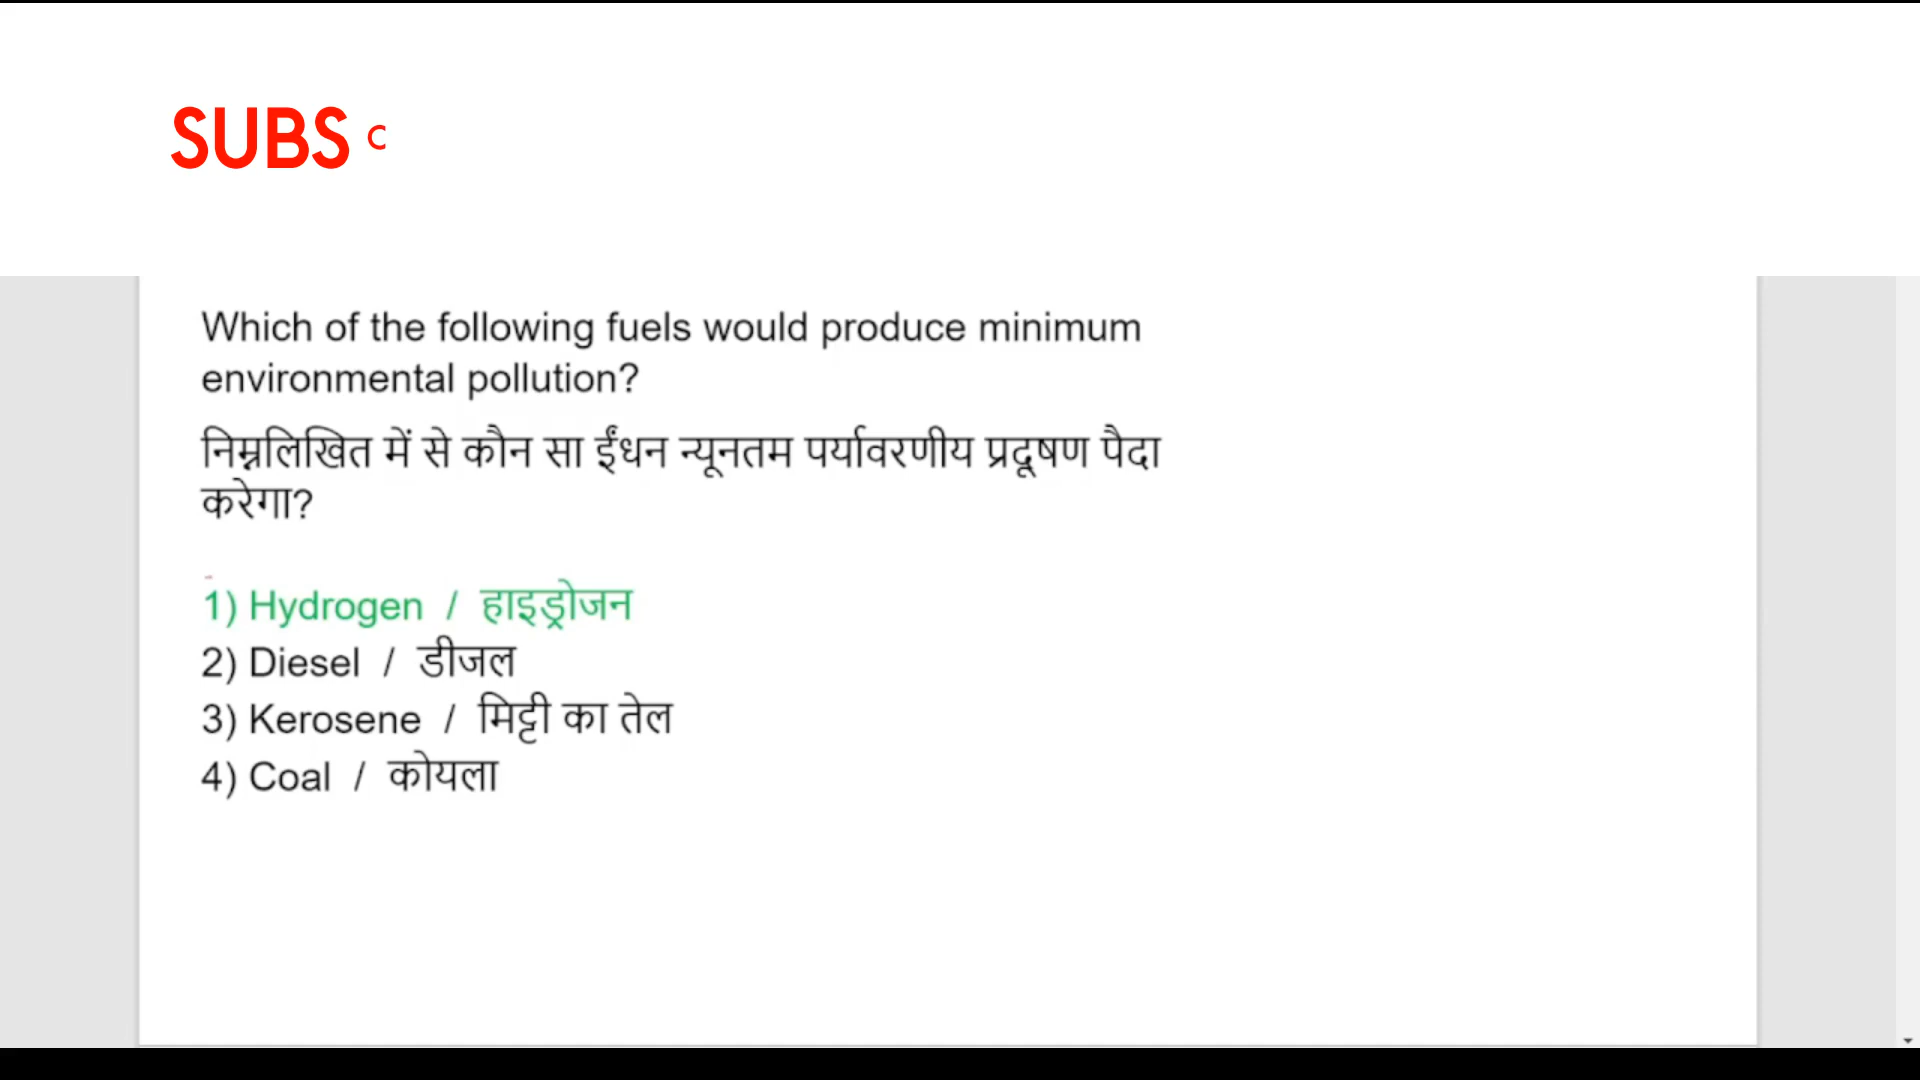 SUBS C
Which of the following fuels would produce minimum
environmental pollution?
निम्नलिखित में से कौन सा ईंधन न्यूनतम पर्यावरणीय प्रदूषण पैदा
करेगा?
1) Hydrogen / हाइड्रोजन
2) Diesel / डीजल
3) Kerosene / मिट्टी का तेल
4) Coal / कोयला